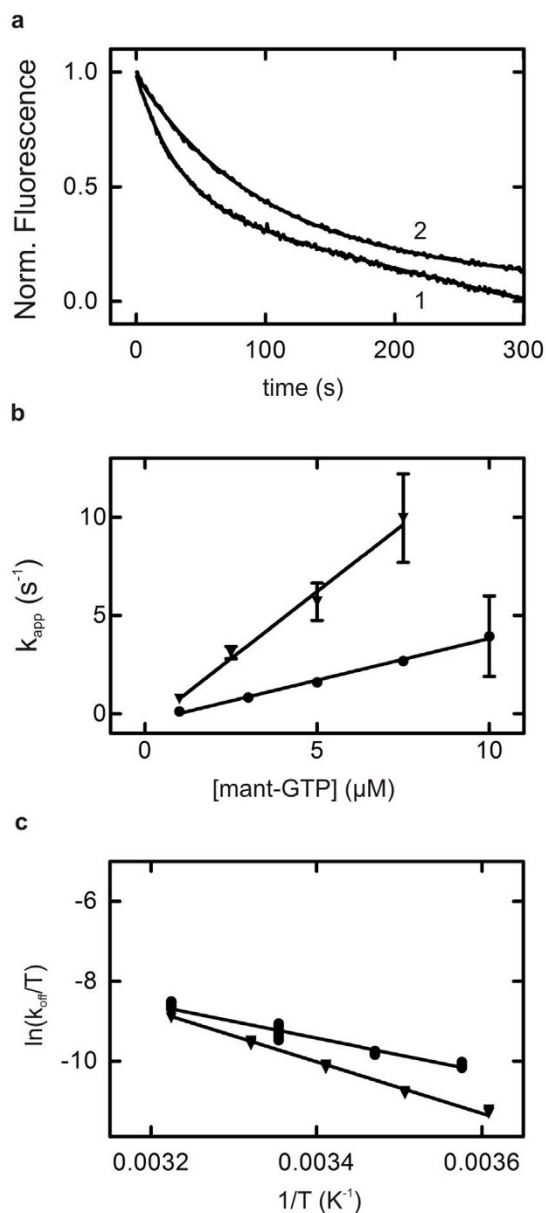 a
1.0
0.5
0.0
Norm. Fluorescence
2
1
0 100 200 300
time (s)
b
10
5
0
k_app (s⁻¹)
0 5 10
[mant-GTP] (µM)
c
-6
-8
-10
ln(k_off/T)
0.0032 0.0034 0.0036
1/T (K⁻¹)